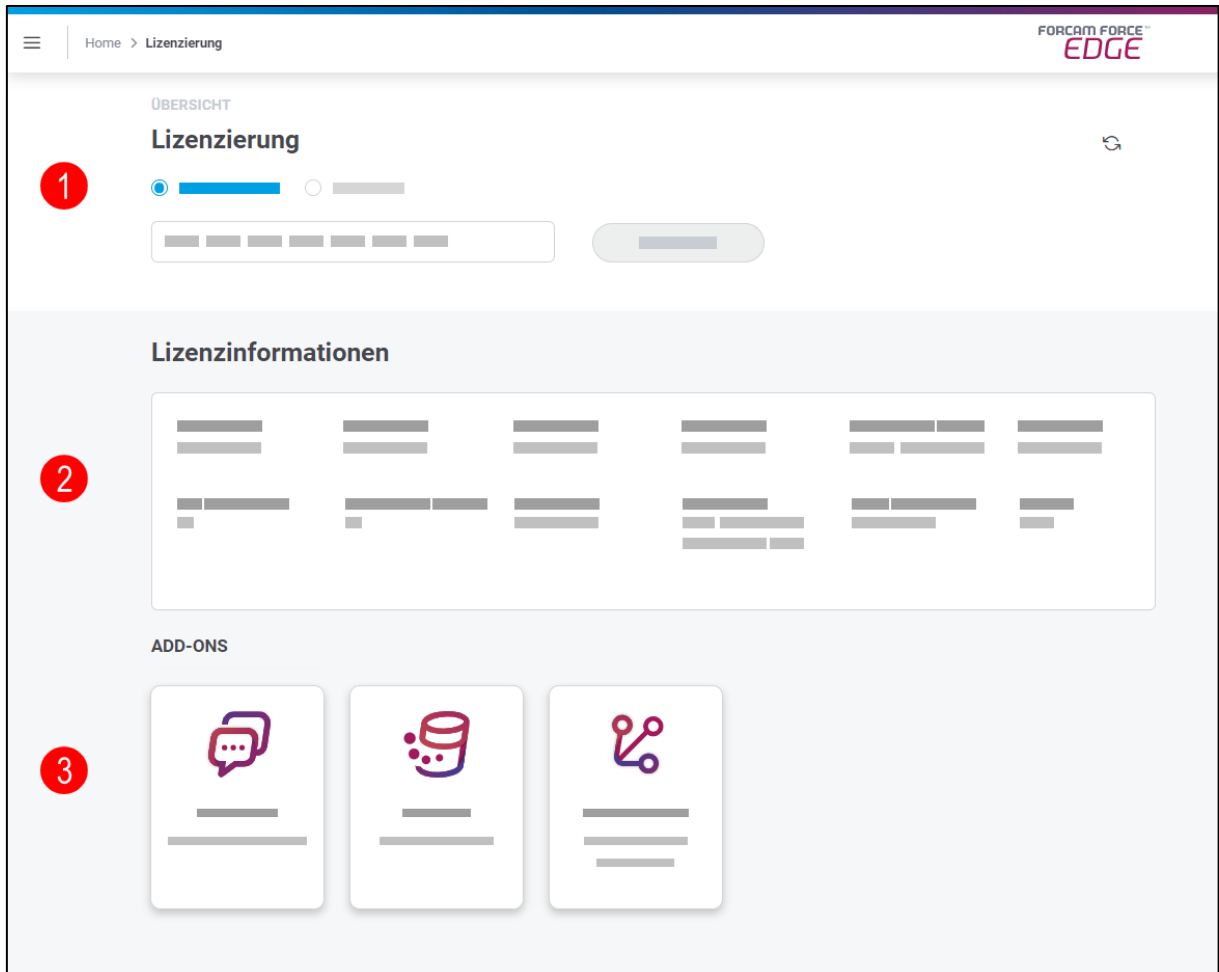 Home > Lizenzierung
FORCAM FORCE™
EDGE
ÜBERSICHT
Lizenzierung
1
Lizenzinformationen
2
ADD-ONS
3